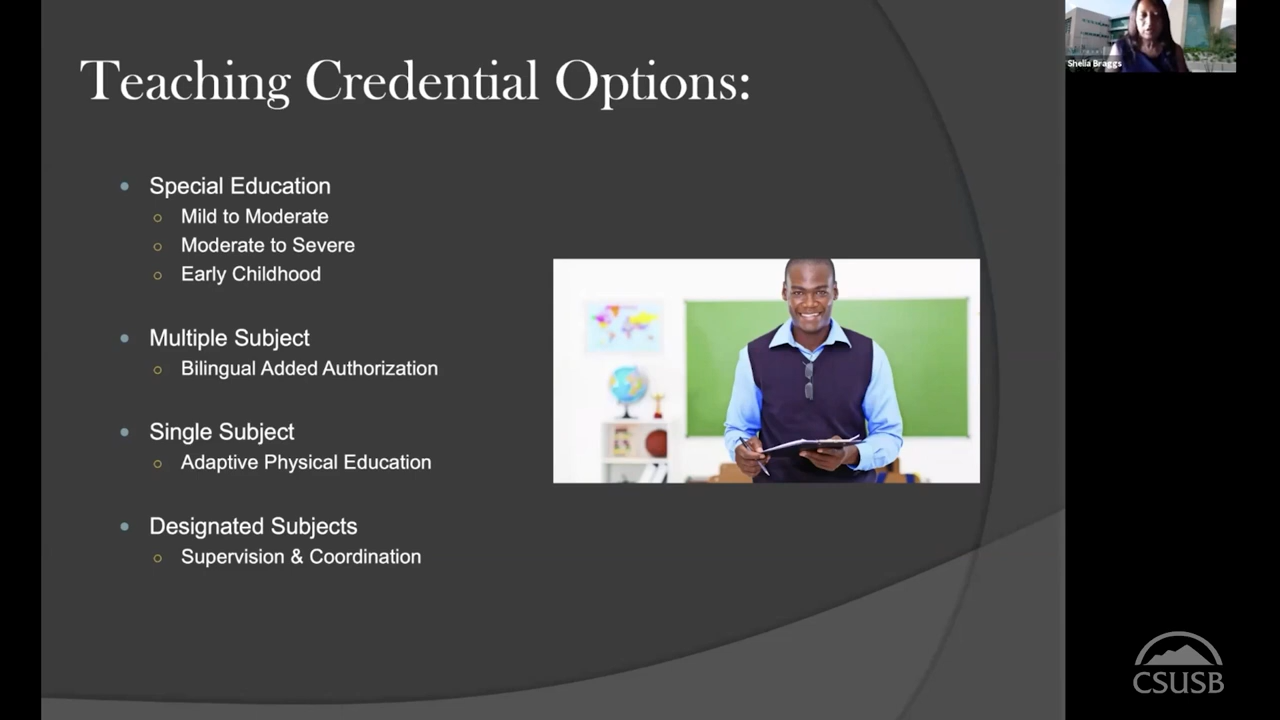 Teaching Credential Options:
Special Education
Mild to Moderate
Moderate to Severe
Early Childhood
Multiple Subject
Bilingual Added Authorization
Single Subject
Adaptive Physical Education
Designated Subjects
Supervision & Coordination
Shelia Braggs
CSUSB